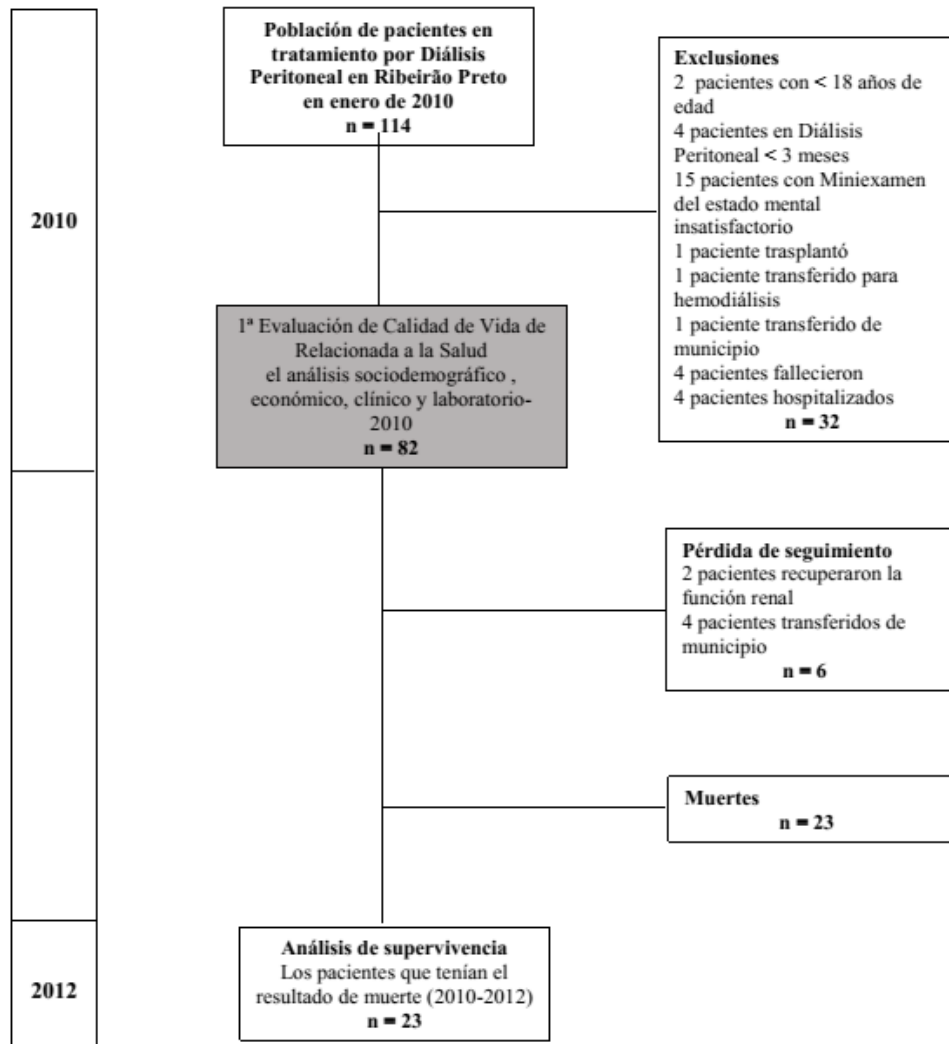 Población de pacientes en
tratamiento por Diálisis
Peritoneal en Ribeirão Preto
en enero de 2010
n = 114
Exclusiones
2 pacientes con < 18 años de
edad
4 pacientes en Diálisis
Peritoneal < 3 meses
15 pacientes con Miniexamen
del estado mental
insatisfactorio
1 paciente trasplantó
1 paciente transferido para
hemodiálisis
1 paciente transferido de
municipio
4 pacientes fallecieron
4 pacientes hospitalizados
n = 32
2010
1ª Evaluación de Calidad de Vida de
Relacionada a la Salud
el análisis sociodemográfico ,
económico, clínico y laboratorio-
2010
n = 82
Pérdida de seguimiento
2 pacientes recuperaron la
función renal
4 pacientes transferidos de
municipio
n = 6
Muertes
n = 23
2012
Análisis de supervivencia
Los pacientes que tenían el
resultado de muerte (2010-2012)
n = 23